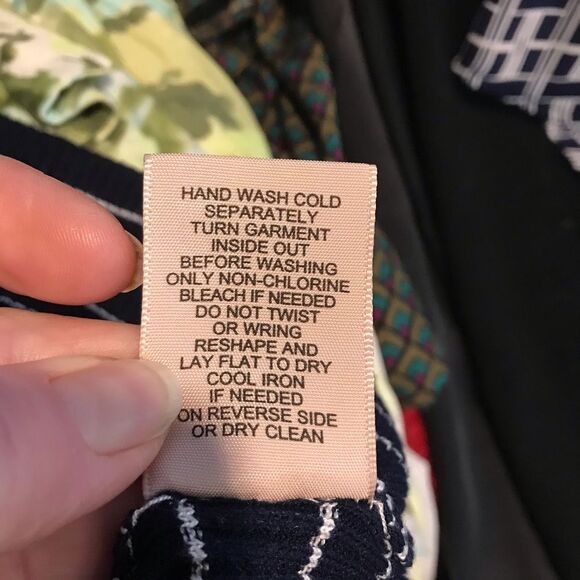 HAND WASH COLD
SEPARATELY
TURN GARMENT
INSIDE OUT
BEFORE WASHING
ONLY NON-CHLORINE
BLEACH IF NEEDED
DO NOT TWIST
OR WRING
RESHAPE AND
LAY FLAT TO DRY
COOL IRON
IF NEEDED
ON REVERSE SIDE
OR DRY CLEAN